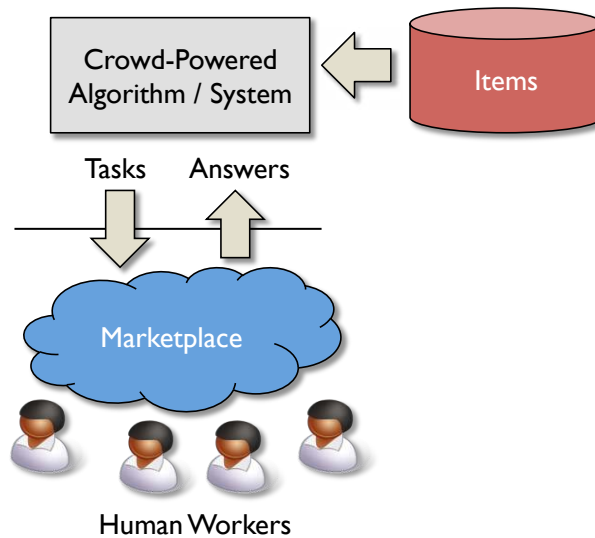 Crowd-Powered
Algorithm / System
Items
Tasks
Answers
Marketplace
Human Workers